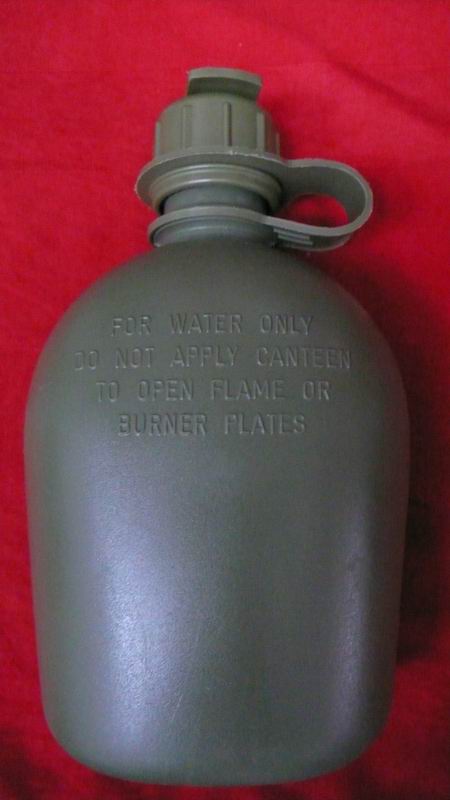 FOR WATER ONLY
DO NOT APPLY CANTEEN
TO OPEN FLAME OR
BURNER PLATES